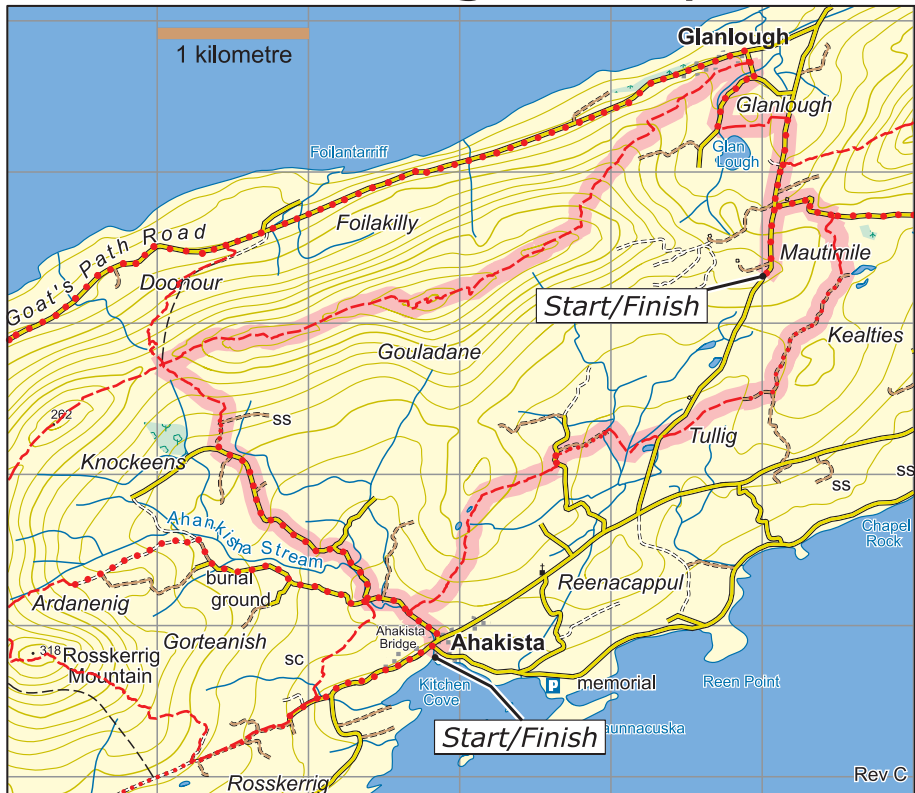 1 kilometre
Glanlough
Glanlough
Glan
Lough
Foilantarriff
Foilakilly
Goat's Path Road
Doonour
Mautimile
Start/Finish
Kealties
Gouladane
262
ss
Knockeens
Tullig
ss
ss
Ahankisha Stream
Chapel
Rock
burial
ground
Reenacappul
Ardanenig
Gorteanish
Ahakista
Bridge
Ahakista
318
Rosskerrig
Mountain
sc
Kitchen
Cove
P
memorial
Reen Point
aunnacuska
Start/Finish
Rosskerrig
Rev C